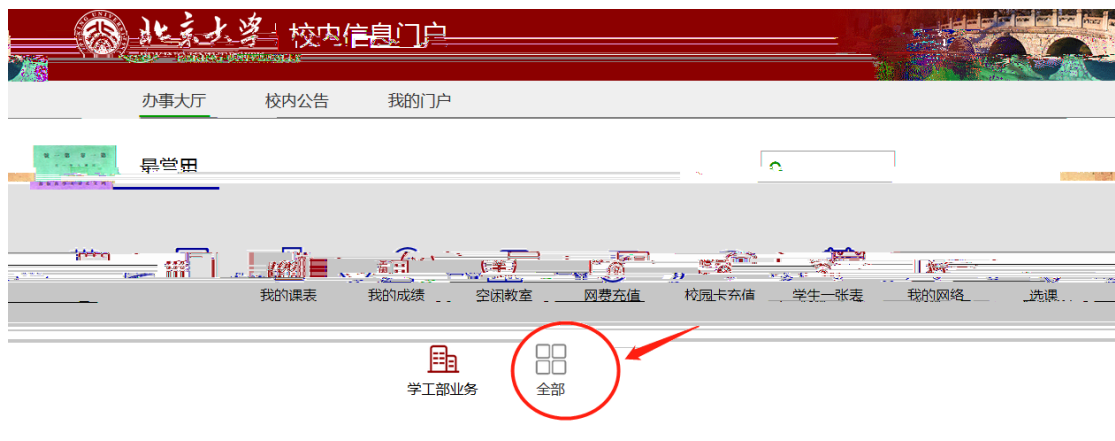 北京大学 校内信息门户
办事大厅 校内公告 我的门户
最常用
我的课表 我的成绩 空闲教室 网费充值 校园卡充值 学生一张表 我的网络 选课
学工部业务 全部